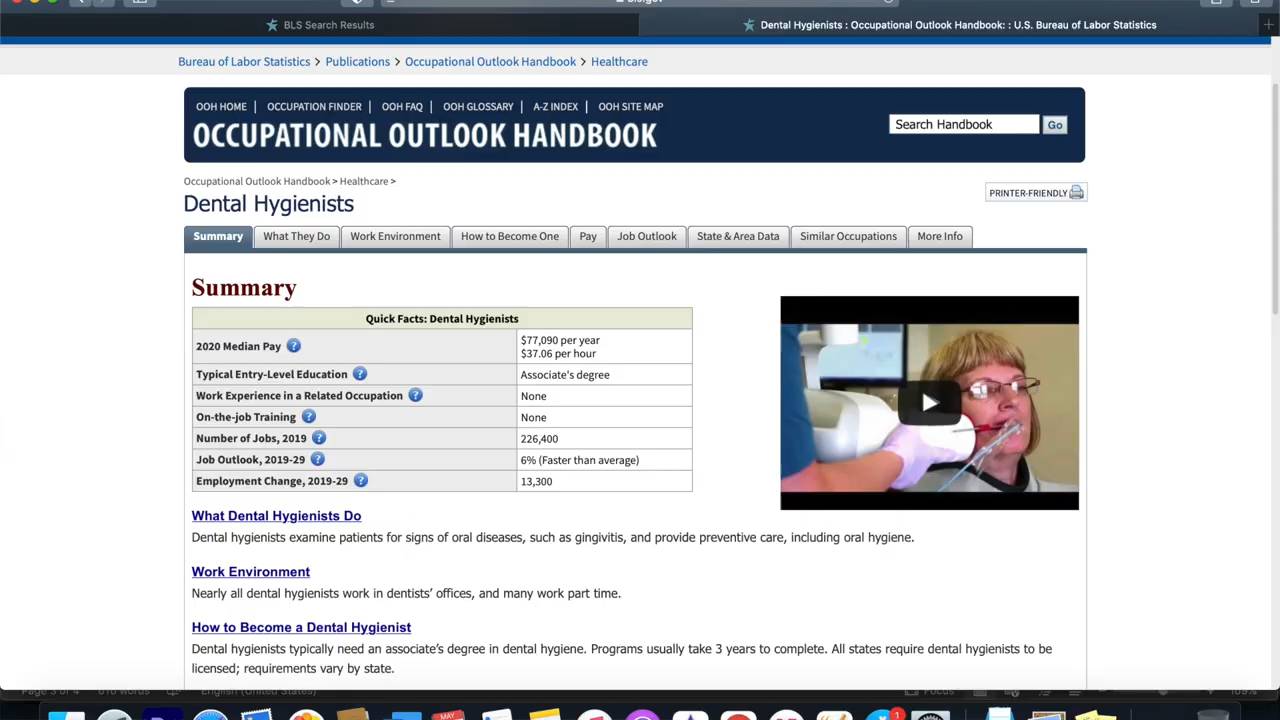 BLS Search Results
Dental Hygienists : Occupational Outlook Handbook: : U.S. Bureau of Labor Statistics
Bureau of Labor Statistics > Publications > Occupational Outlook Handbook > Healthcare
OOH HOME | OCCUPATION FINDER | OOH FAQ | OOH GLOSSARY | A-Z INDEX | OOH SITE MAP
OCCUPATIONAL OUTLOOK HANDBOOK
Search Handbook Go
Occupational Outlook Handbook > Healthcare >
PRINTER-FRIENDLY
Dental Hygienists
Summary What They Do Work Environment How to Become One Pay Job Outlook State & Area Data Similar Occupations More Info
Summary
Quick Facts: Dental Hygienists
2020 Median Pay ? $77,090 per year
$37.06 per hour
Typical Entry-Level Education ? Associate's degree
Work Experience in a Related Occupation ? None
On-the-job Training ? None
Number of Jobs, 2019 ? 226,400
Job Outlook, 2019-29 ? 6% (Faster than average)
Employment Change, 2019-29 ? 13,300
What Dental Hygienists Do
Dental hygienists examine patients for signs of oral diseases, such as gingivitis, and provide preventive care, including oral hygiene.
Work Environment
Nearly all dental hygienists work in dentists’ offices, and many work part time.
How to Become a Dental Hygienist
Dental hygienists typically need an associate’s degree in dental hygiene. Programs usually take 3 years to complete. All states require dental hygienists to be
licensed; requirements vary by state.
English (United States) Focus 109%
MAY 1